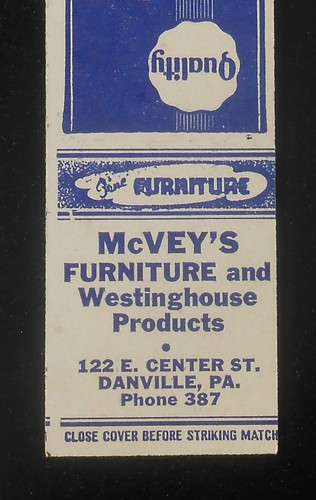 Quality
Fine FURNITURE
McVEY'S
FURNITURE and
Westinghouse
Products
•
122 E. CENTER ST.
DANVILLE, PA.
Phone 387
CLOSE COVER BEFORE STRIKING MATCH